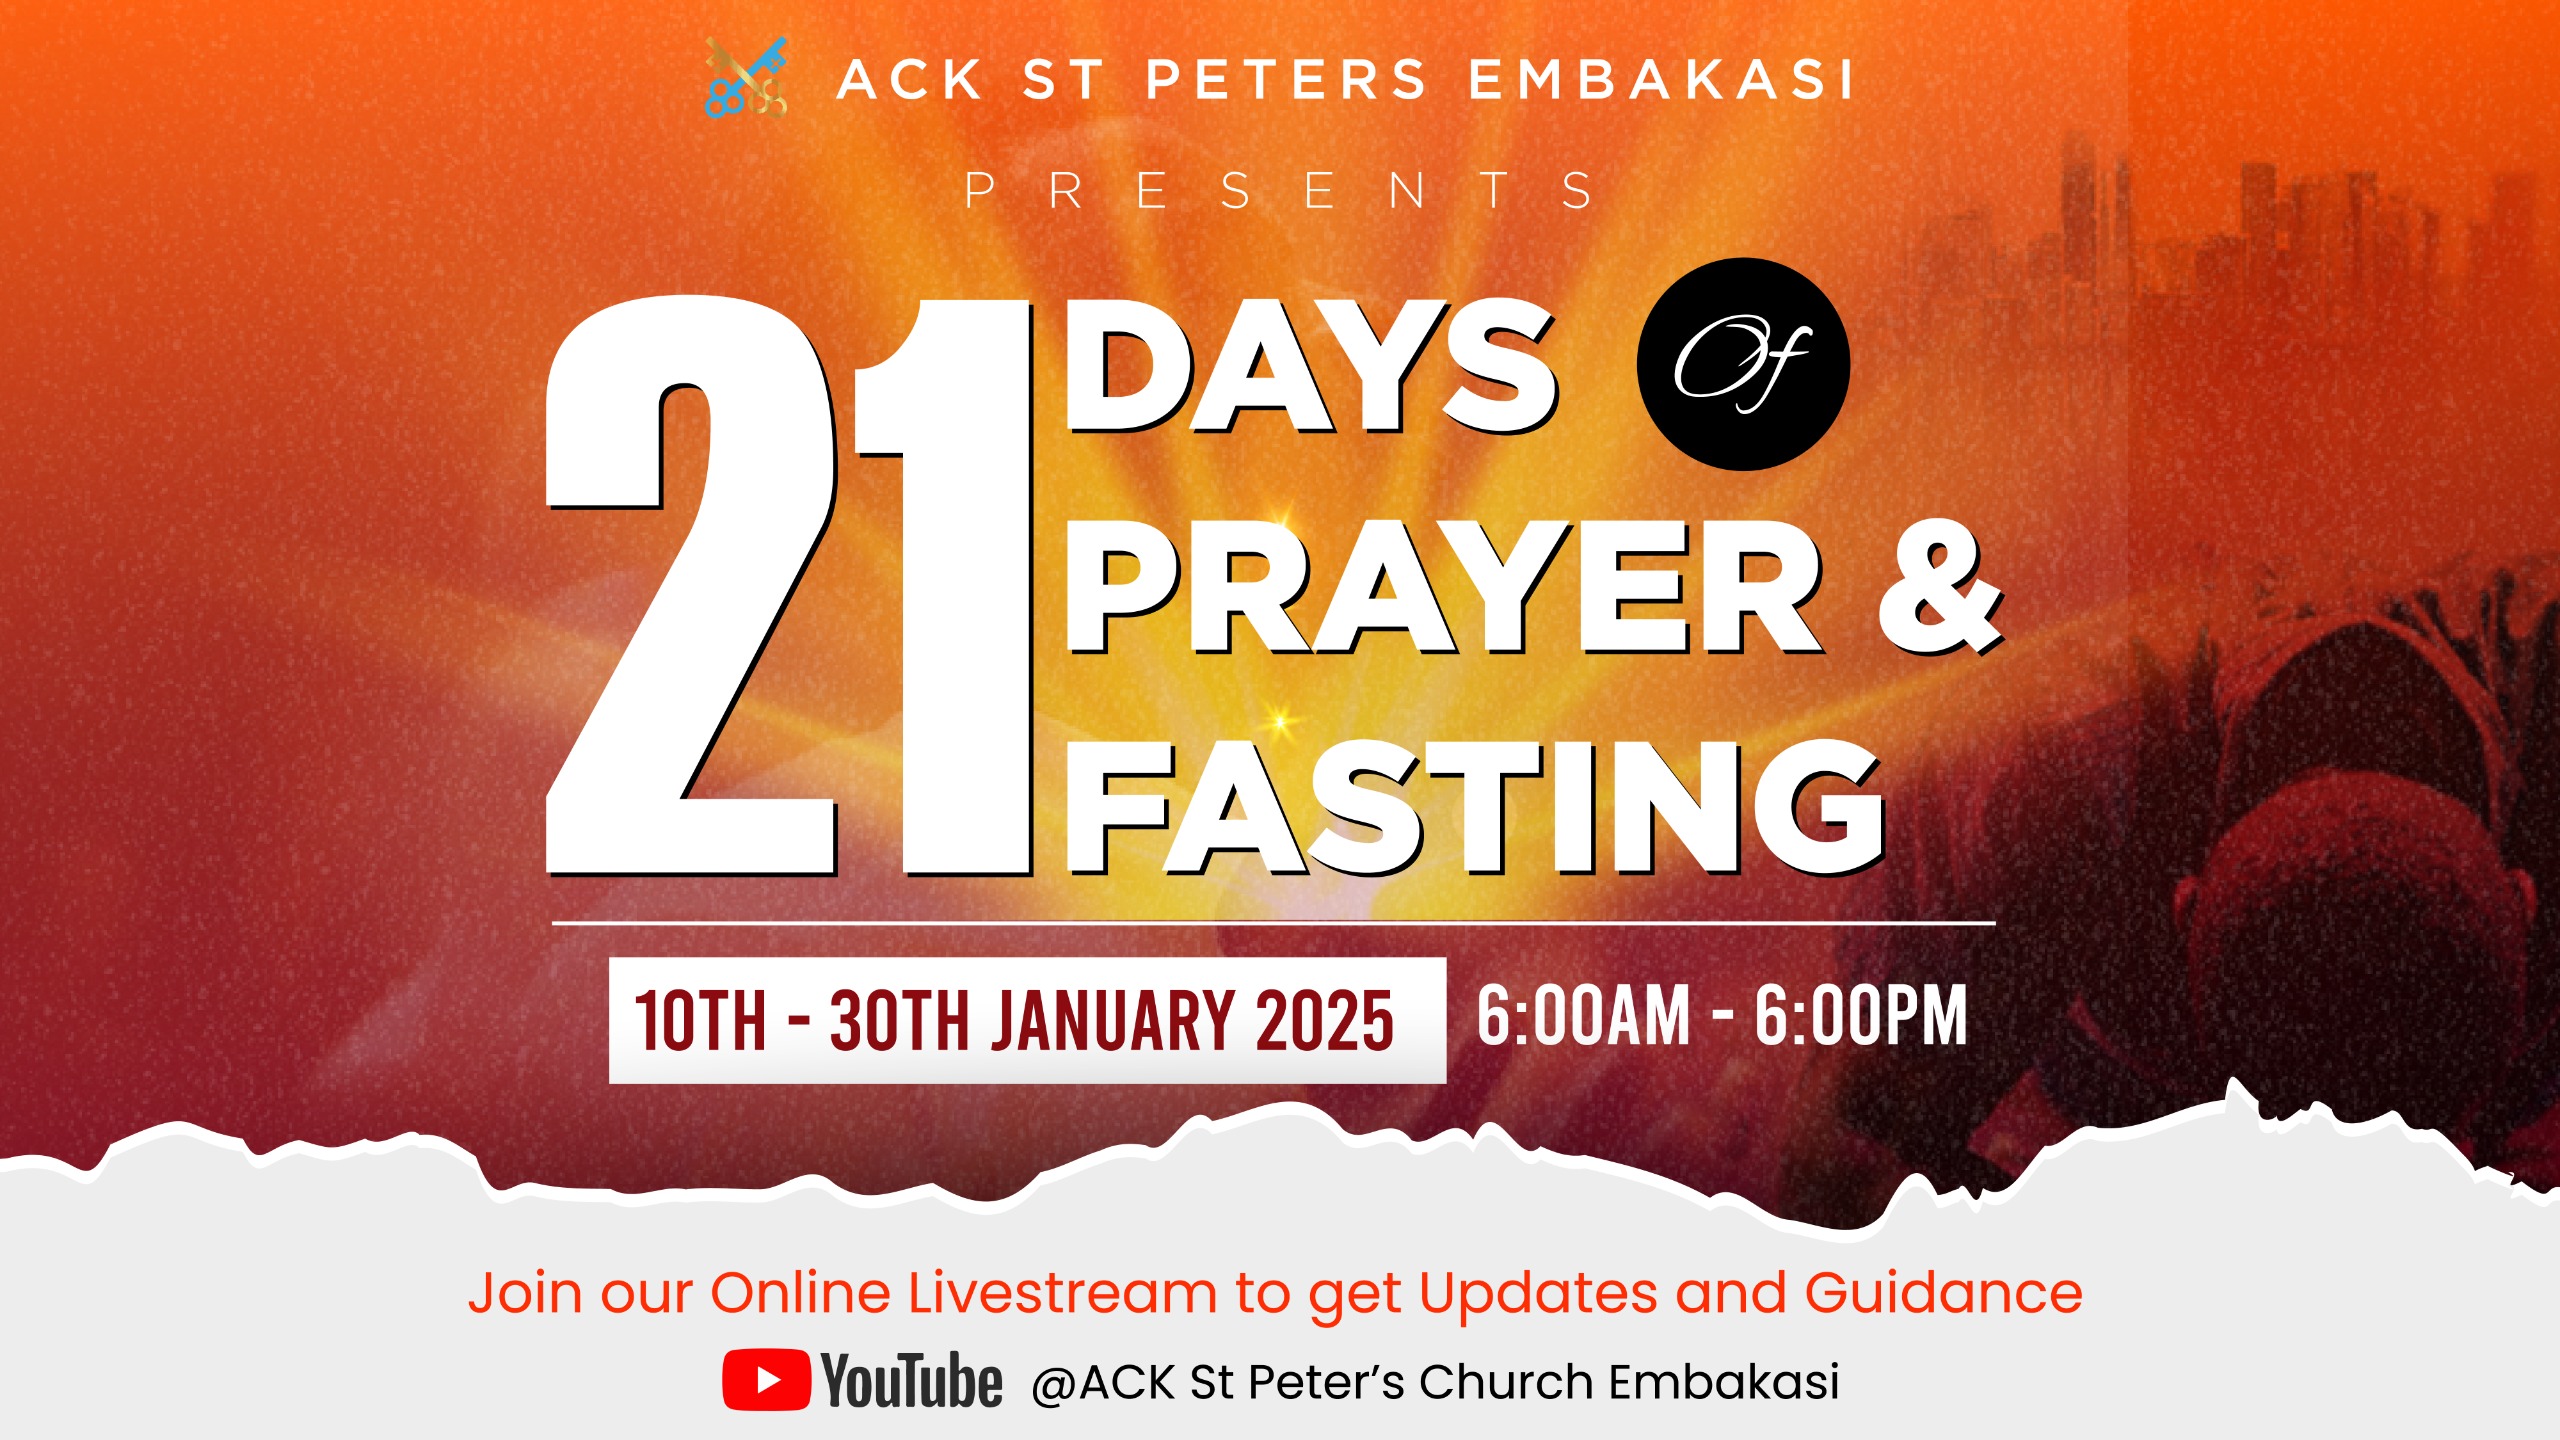 ACK ST PETERS EMBAKASI
PRESENTS
21 DAYS Of
PRAYER &
FASTING
10TH - 30TH JANUARY 2025 6:00AM - 6:00PM
Join our Online Livestream to get Updates and Guidance
YouTube @ACK St Peter’s Church Embakasi